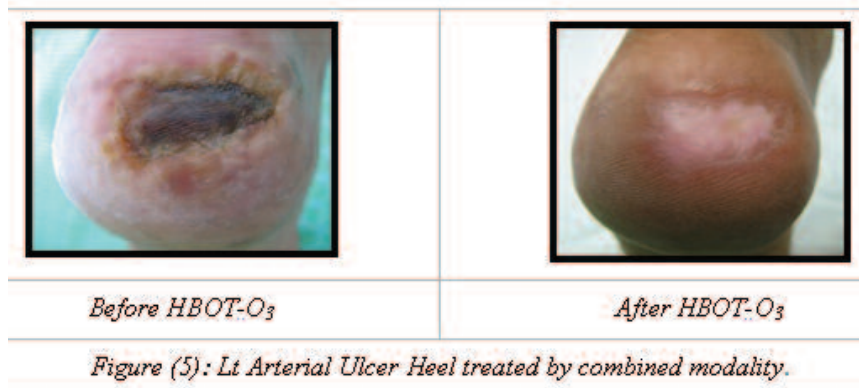 Before HBOT-O₃
After HBOT-O₃
Figure (5): Lt Arterial Ulcer Heel treated by combined modality.